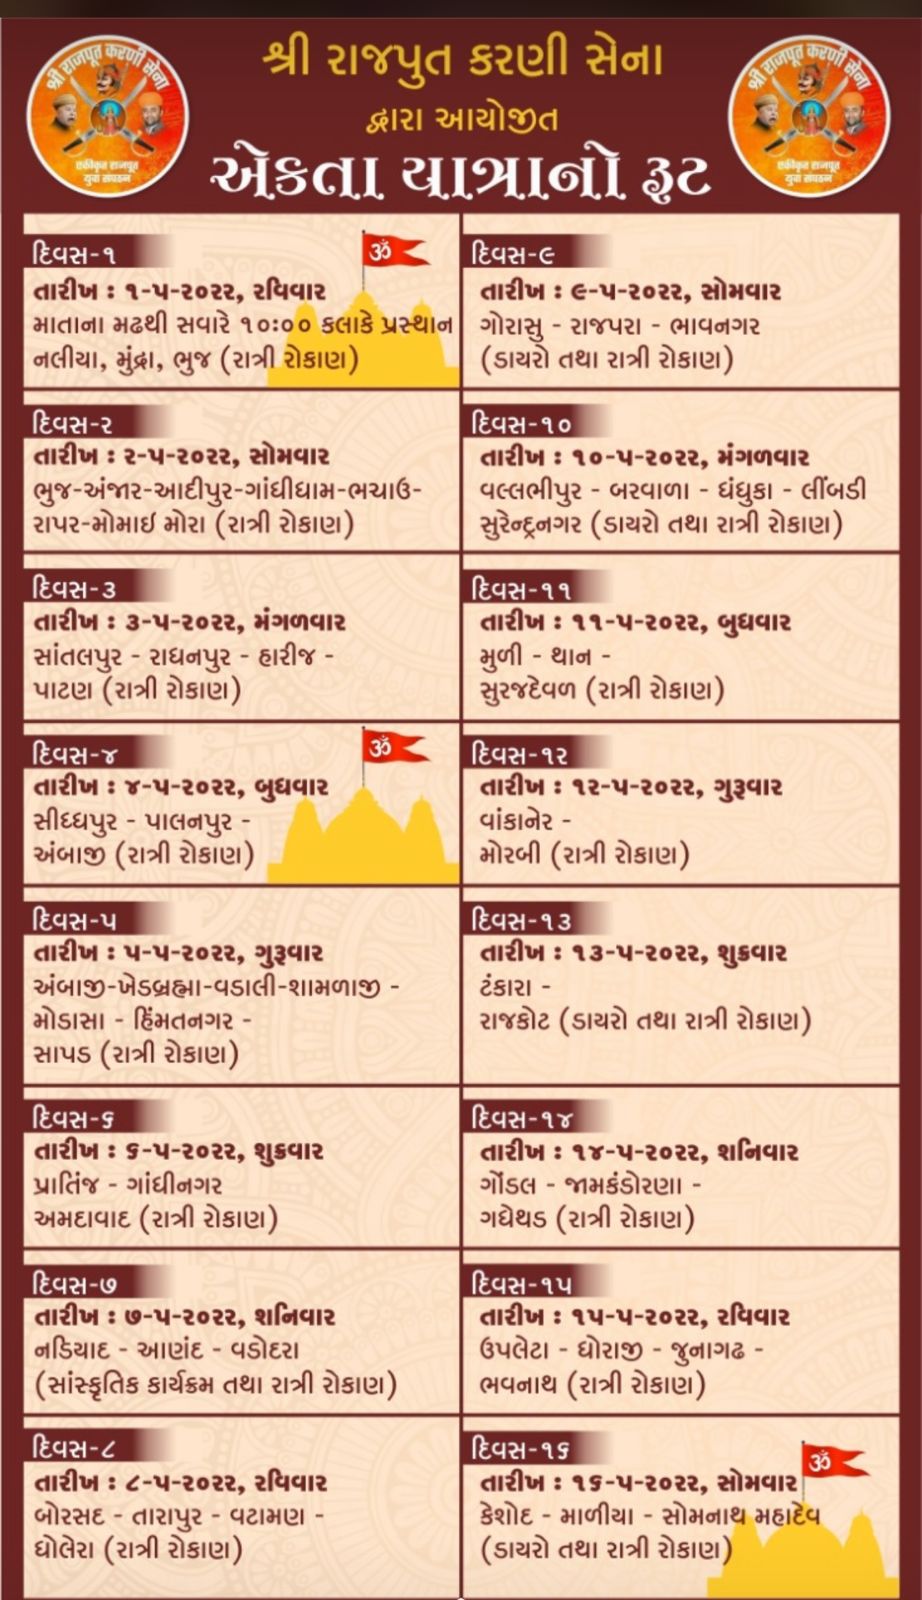 શ્રી રાજપુત કરણી સેના
દ્વારા આયોજીત
એકતા યાત્રાનો રૂટ
શ્રી રાજપૂત કરણી સેના
એકીકૃત રાજપૂત
યુવા સંગઠન
શ્રી રાજપૂત કરણી સેના
એકીકૃત રાજપૂત
યુવા સંગઠન
દિવસ-૧
ॐ
તારીખ : ૧-૫-૨૦૨૨, રવિવાર
માતાના મઢથી સવારે ૧૦:૦૦ કલાકે પ્રસ્થાન
નલીયા, મુંદ્રા, ભુજ (રાત્રી રોકાણ)
દિવસ-૨
તારીખ : ૨-૫-૨૦૨૨, સોમવાર
ભુજ-અંજાર-આદીપુર-ગાંધીધામ-ભચાઉ-
રાપર-મોમાઇ મોરા (રાત્રી રોકાણ)
દિવસ-૩
તારીખ : ૩-૫-૨૦૨૨, મંગળવાર
સાંતલપુર - રાધનપુર - હારીજ -
પાટણ (રાત્રી રોકાણ)
દિવસ-૪
ॐ
તારીખ : ૪-૫-૨૦૨૨, બુધવાર
સીધ્ધપુર - પાલનપુર -
અંબાજી (રાત્રી રોકાણ)
દિવસ-૫
તારીખ : ૫-૫-૨૦૨૨, ગુરૂવાર
અંબાજી-ખેડબ્રહ્મા-વડાલી-શામળાજી -
મોડાસા - હિંમતનગર -
સાપડ (રાત્રી રોકાણ)
દિવસ-૬
તારીખ : ૬-૫-૨૦૨૨, શુક્રવાર
પ્રાતિંજ - ગાંધીનગર
અમદાવાદ (રાત્રી રોકાણ)
દિવસ-૭
તારીખ : ૭-૫-૨૦૨૨, શનિવાર
નડિયાદ - આણંદ - વડોદરા
(સાંસ્કૃતિક કાર્યક્રમ તથા રાત્રી રોકાણ)
દિવસ-૮
તારીખ : ૮-૫-૨૦૨૨, રવિવાર
બોરસદ - તારાપુર - વટામણ -
ધોલેરા (રાત્રી રોકાણ)
દિવસ-૯
તારીખ : ૯-૫-૨૦૨૨, સોમવાર
ગોરાસુ - રાજપરા - ભાવનગર
(ડાયરો તથા રાત્રી રોકાણ)
દિવસ-૧૦
તારીખ : ૧૦-૫-૨૦૨૨, મંગળવાર
વલ્લભીપુર - બરવાળા - ધંધુકા - લીંબડી
સુરેન્દ્રનગર (ડાયરો તથા રાત્રી રોકાણ)
દિવસ-૧૧
તારીખ : ૧૧-૫-૨૦૨૨, બુધવાર
મુળી - થાન -
સુરજદેવળ (રાત્રી રોકાણ)
દિવસ-૧૨
તારીખ : ૧૨-૫-૨૦૨૨, ગુરૂવાર
વાંકાનેર -
મોરબી (રાત્રી રોકાણ)
દિવસ-૧૩
તારીખ : ૧૩-૫-૨૦૨૨, શુક્રવાર
ટંકારા -
રાજકોટ (ડાયરો તથા રાત્રી રોકાણ)
દિવસ-૧૪
તારીખ : ૧૪-૫-૨૦૨૨, શનિવાર
ગોંડલ - જામકંડોરણા -
ગધેથડ (રાત્રી રોકાણ)
દિવસ-૧૫
તારીખ : ૧૫-૫-૨૦૨૨, રવિવાર
ઉપલેટા - ધોરાજી - જુનાગઢ -
ભવનાથ (રાત્રી રોકાણ)
દિવસ-૧૬
ॐ
તારીખ : ૧૬-૫-૨૦૨૨, સોમવાર
કેશોદ - માળીયા - સોમનાથ મહાદેવ
(ડાયરો તથા રાત્રી રોકાણ)